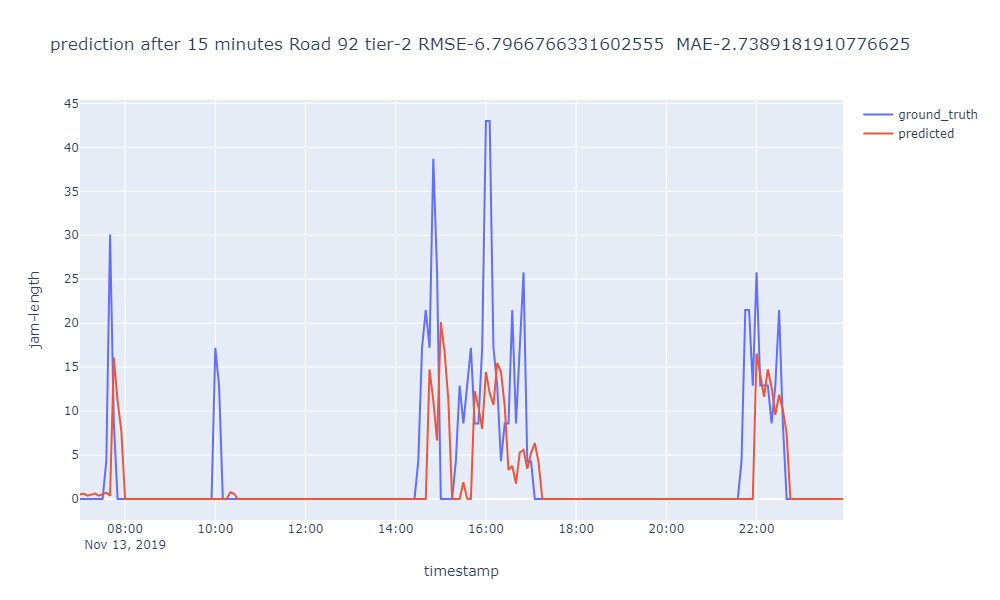 prediction after 15 minutes Road 92 tier-2 RMSE-6.7966766331602555  MAE-2.7389181910776625
ground_truth
predicted
45
40
35
30
25
20
15
10
5
0
jam-length
08:00 10:00 12:00 14:00 16:00 18:00 20:00 22:00
Nov 13, 2019
timestamp